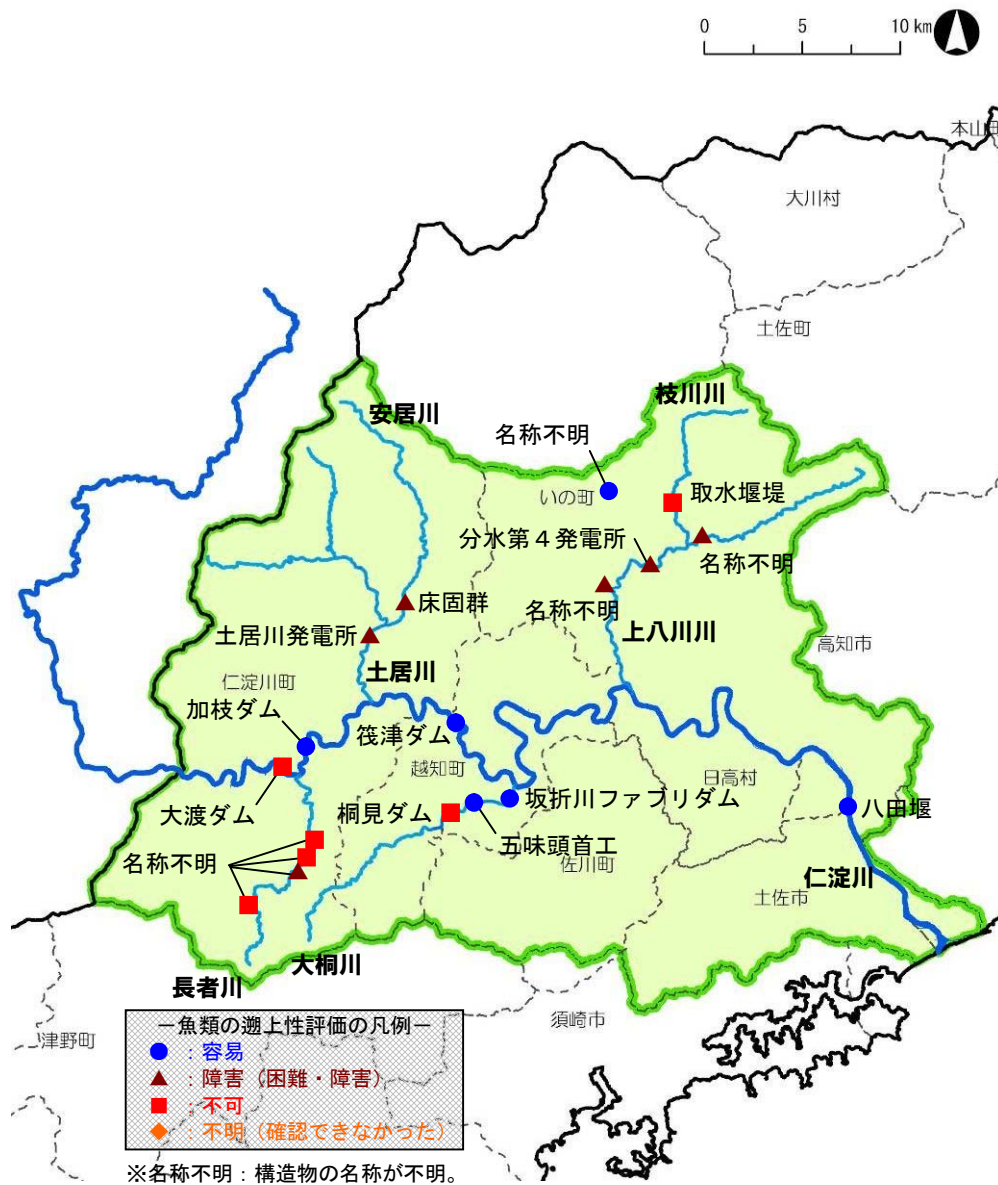 0 5 10 km
本山町
大川村
土佐町
枝川川
安居川
名称不明
いの町
取水堰堤
分水第4発電所
名称不明
名称不明
床固群
上八川川
土居川発電所
高知市
土居川
仁淀川町
加枝ダム
筏津ダム
越知町
日高村
大渡ダム
桐見ダム
坂折川ファブリダム
八田堰
五味頭首工
名称不明
佐川町
仁淀川
土佐市
大桐川
長者川
須崎市
津野町
－魚類の遡上性評価の凡例－
：容易
：障害（困難・障害）
：不可
：不明（確認できなかった）
※名称不明：構造物の名称が不明。